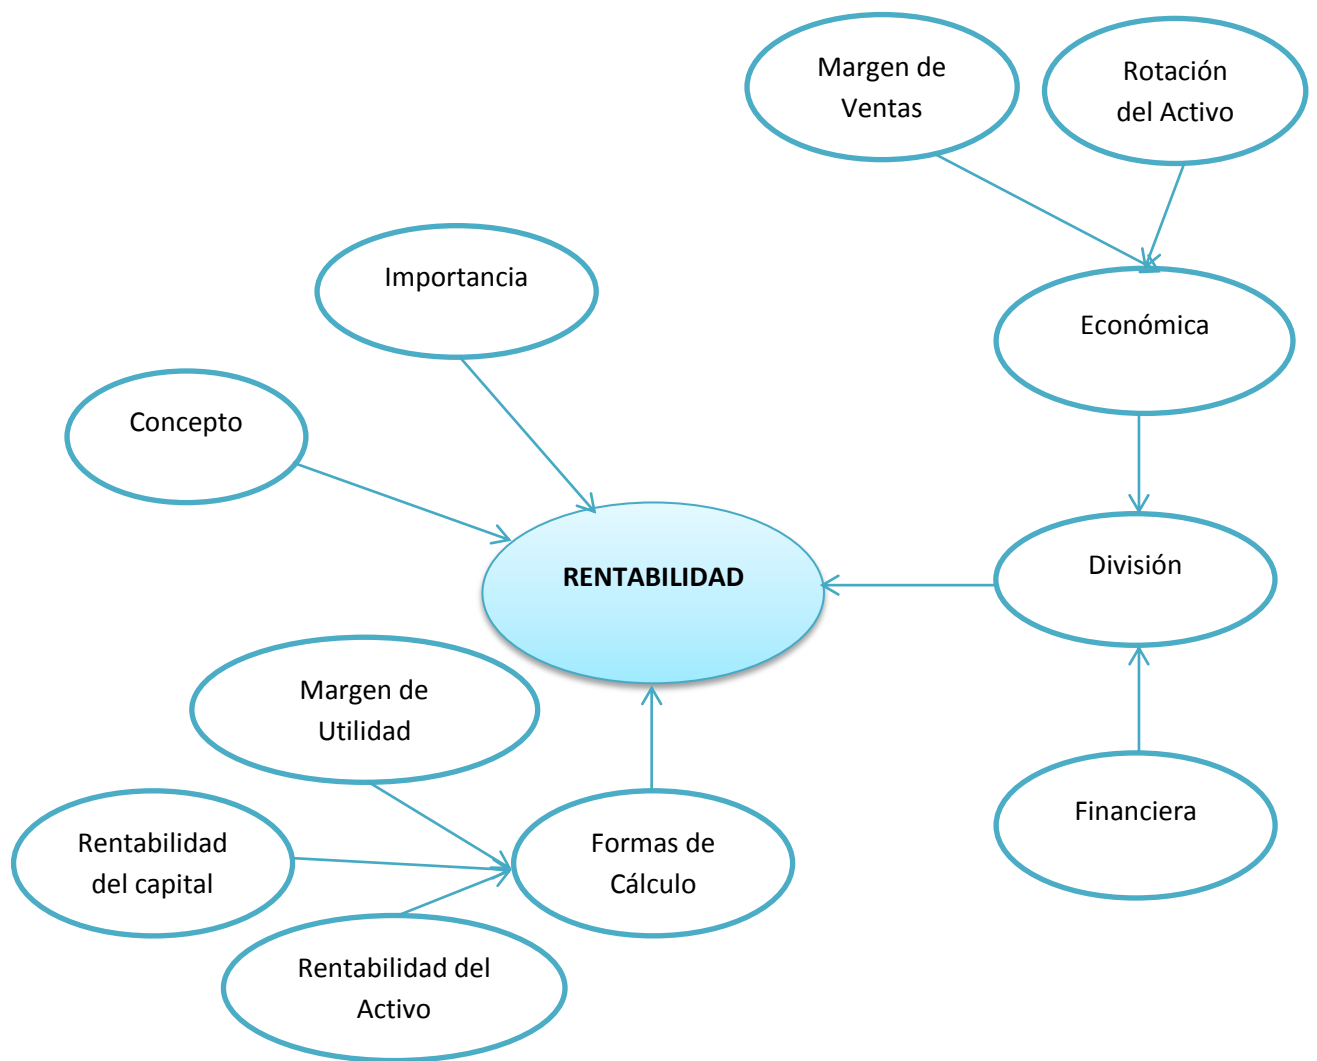 Margen de
Ventas
Rotación
del Activo
Importancia
Económica
Concepto
RENTABILIDAD
División
Margen de
Utilidad
Financiera
Rentabilidad
del capital
Formas de
Cálculo
Rentabilidad del
Activo